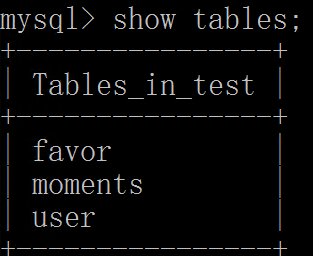 mysql> show tables;
+----------------+
| Tables_in_test |
+----------------+
| favor          |
| moments        |
| user           |
+----------------+